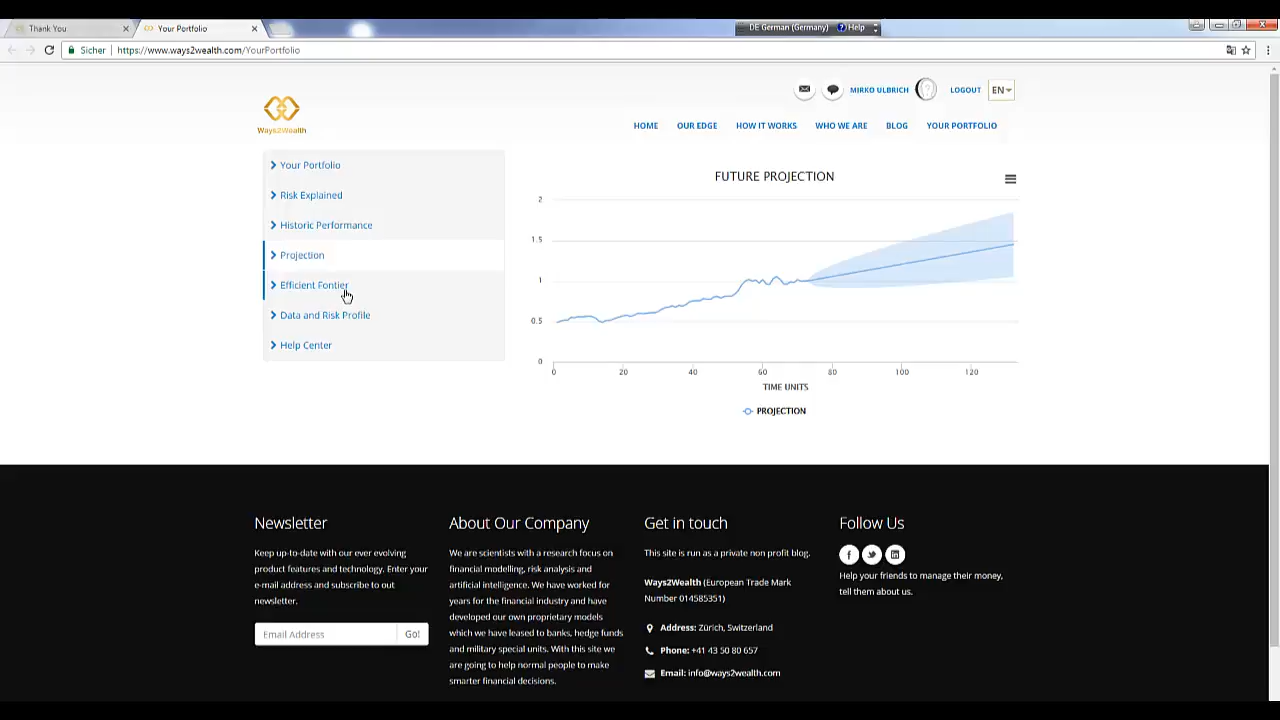 Thank You
Your Portfolio
DE German (Germany) Help
Sicher https://www.ways2wealth.com/YourPortfolio
MIRKO ULBRICH LOGOUT EN
Ways2Wealth
HOME OUR EDGE HOW IT WORKS WHO WE ARE BLOG YOUR PORTFOLIO
Your Portfolio
Risk Explained
Historic Performance
Projection
Efficient Fontier
Data and Risk Profile
Help Center
FUTURE PROJECTION
2
1.5
1
0.5
0
0 20 40 60 80 100 120
TIME UNITS
PROJECTION
Newsletter
Keep up-to-date with our ever evolving
product features and technology. Enter your
e-mail address and subscribe to out
newsletter.
Email Address Go!
About Our Company
We are scientists with a research focus on
financial modelling, risk analysis and
artificial intelligence. We have worked for
years for the financial industry and have
developed our own proprietary models
which we have leased to banks, hedge funds
and military special units. With this site we
are going to help normal people to make
smarter financial decisions.
Get in touch
This site is run as a private non profit blog.
Ways2Wealth (European Trade Mark
Number 014585351)
Address: Zürich, Switzerland
Phone: +41 43 50 80 657
Email: info@ways2wealth.com
Follow Us
Help your friends to manage their money,
tell them about us.